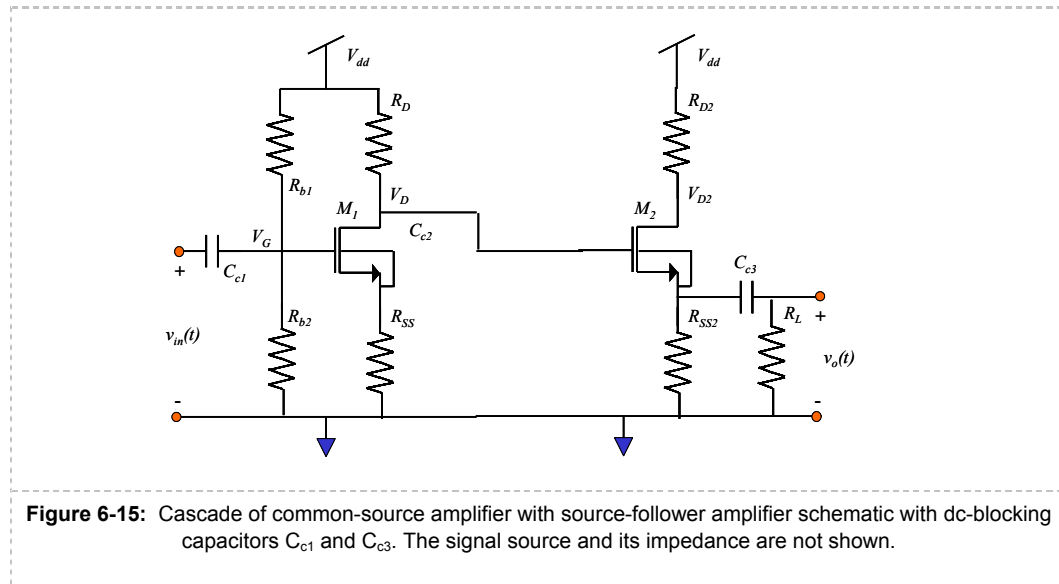 V_dd
V_dd
R_D
R_D2
R_b1
V_D
V_D2
M_1
M_2
V_G
C_c2
C_c1
C_c3
+
R_b2
R_SS
R_SS2
R_L
+
v_in(t)
v_o(t)
-
-
Figure 6-15: Cascade of common-source amplifier with source-follower amplifier schematic with dc-blocking
capacitors C_c1 and C_c3. The signal source and its impedance are not shown.